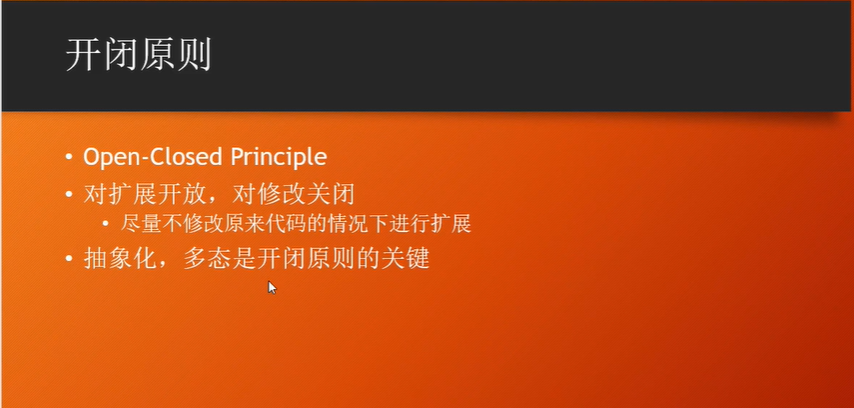 开闭原则
• Open-Closed Principle
• 对扩展开放，对修改关闭
• 尽量不修改原来代码的情况下进行扩展
• 抽象化，多态是开闭原则的关键